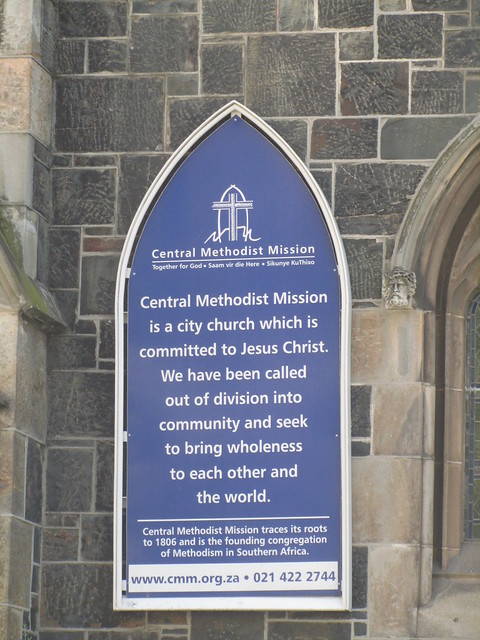 Central Methodist Mission
Together for God • Saam vir die Here • Sikunye KuThixo
Central Methodist Mission
is a city church which is
committed to Jesus Christ.
We have been called
out of division into
community and seek
to bring wholeness
to each other and
the world.
Central Methodist Mission traces its roots
to 1806 and is the founding congregation
of Methodism in Southern Africa.
www.cmm.org.za • 021 422 2744